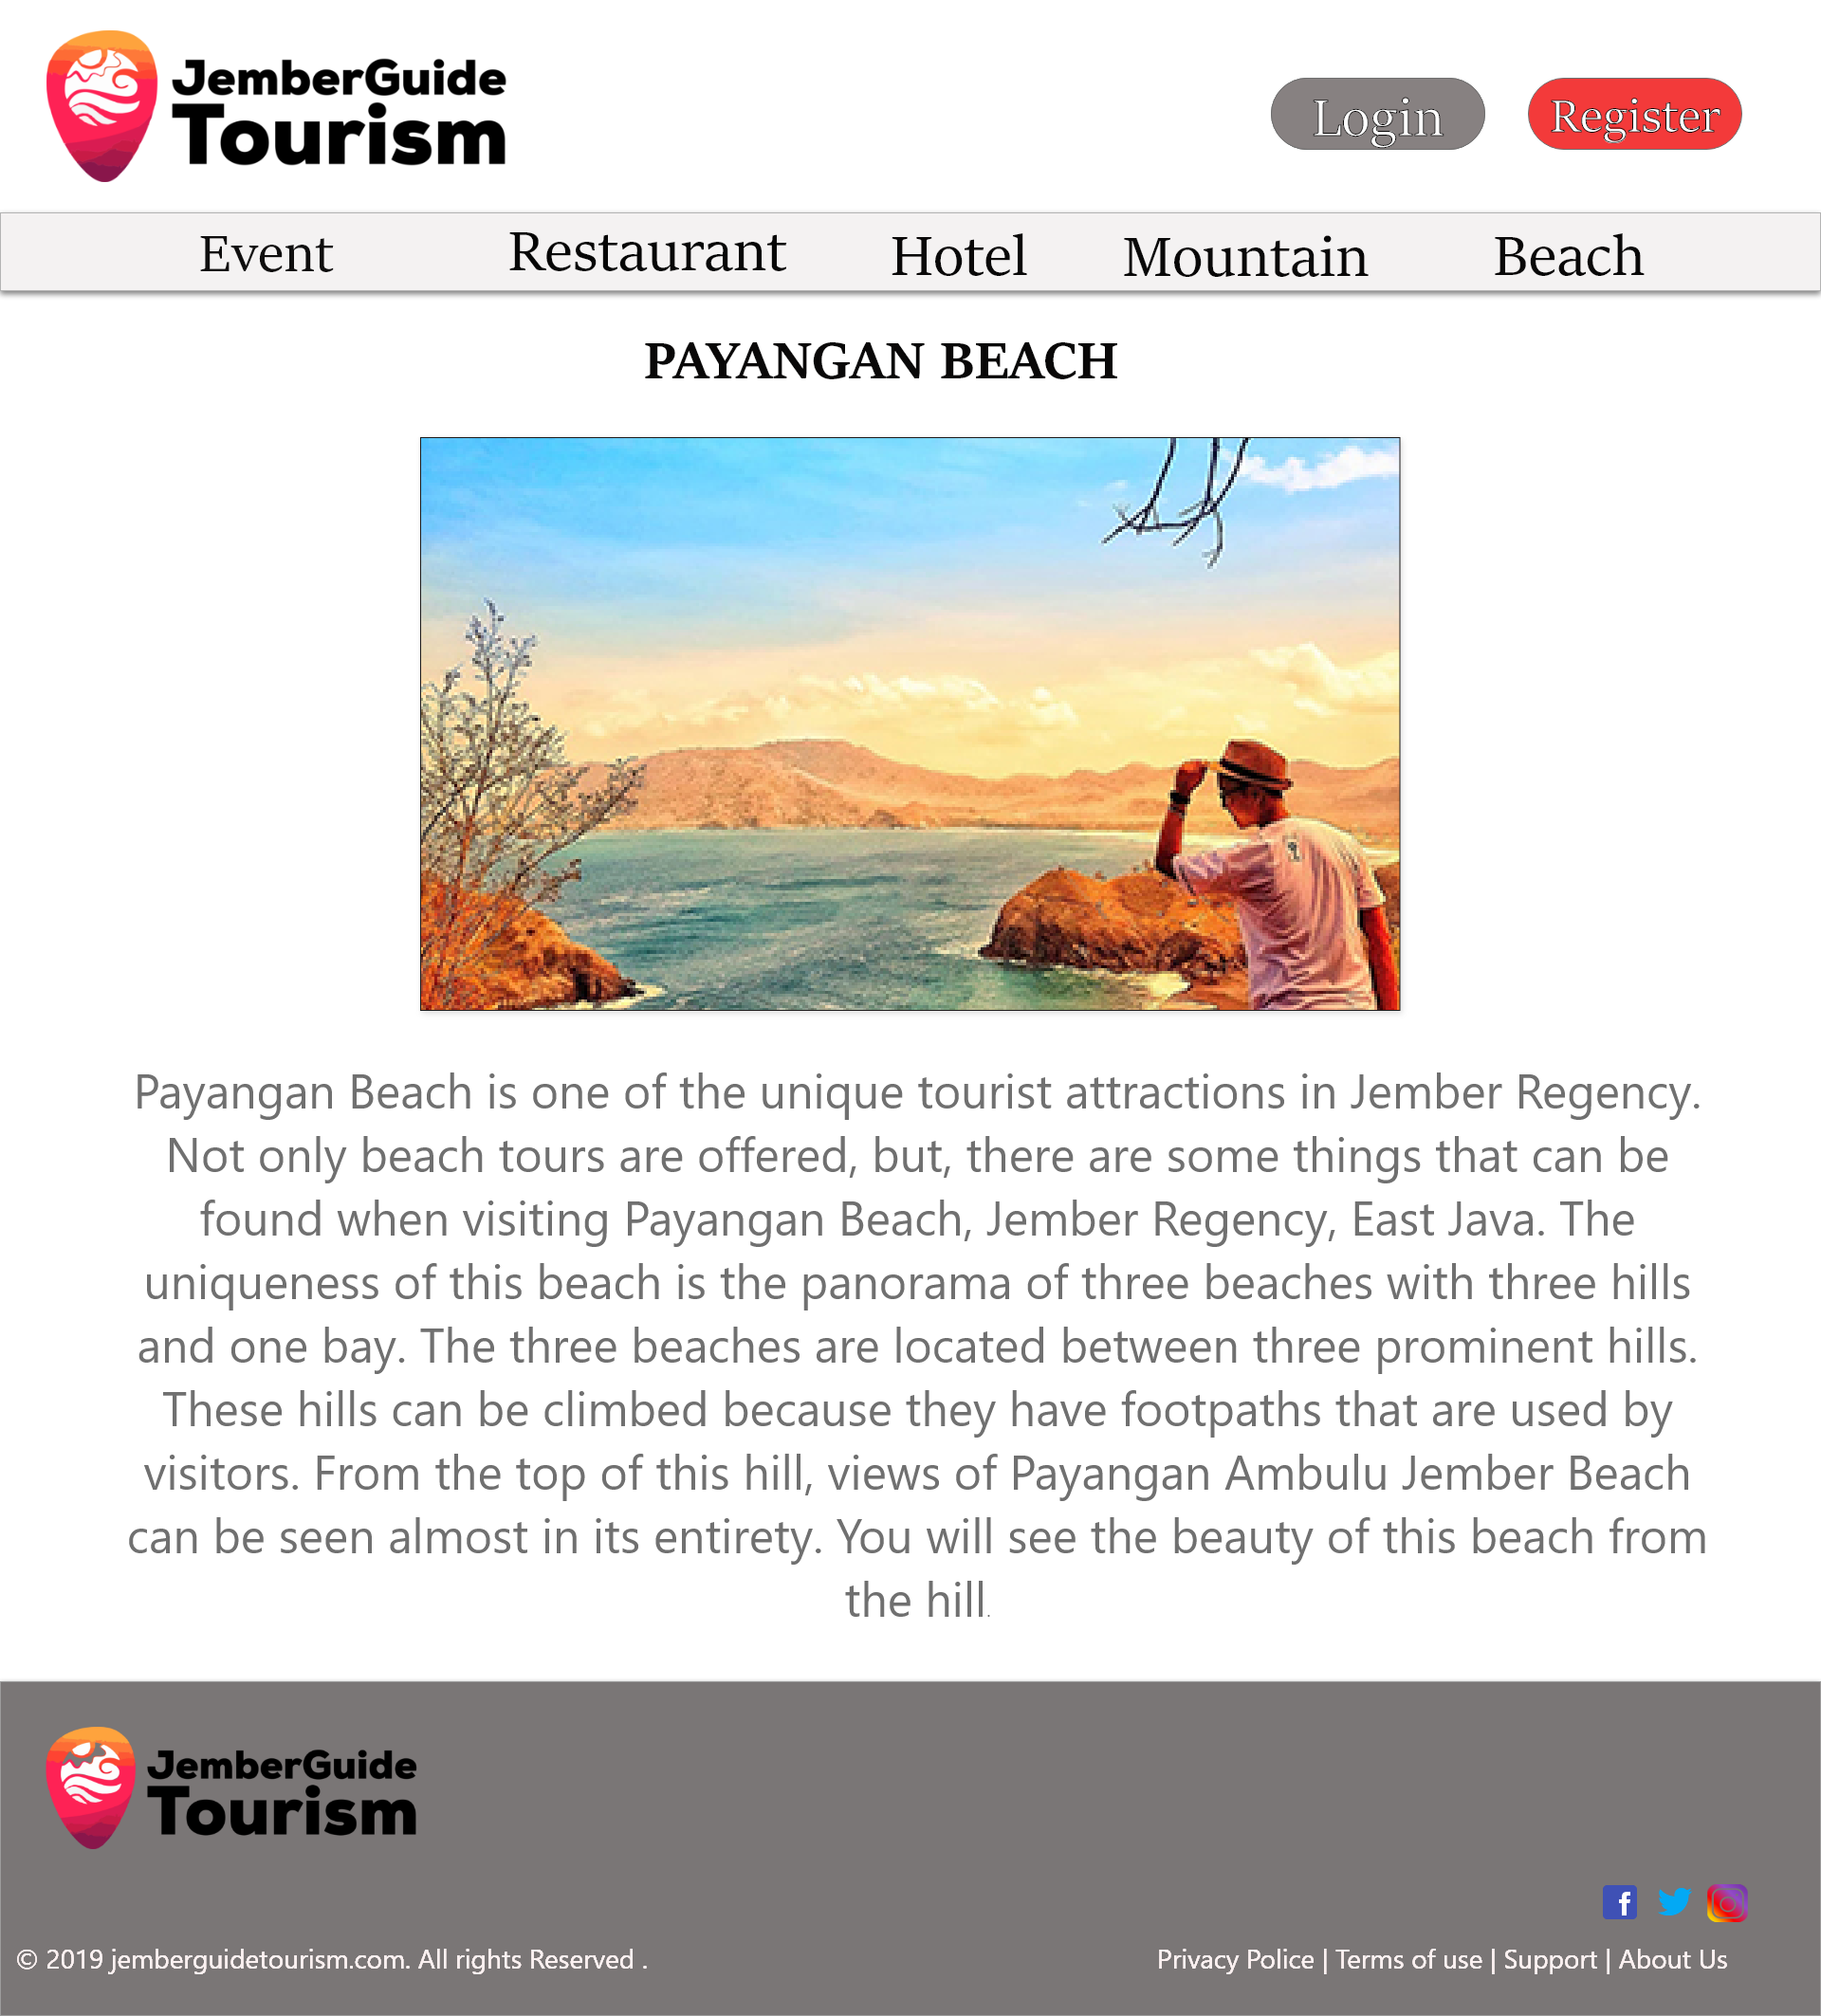 JemberGuide
Tourism
Login
Register
Event
Restaurant
Hotel
Mountain
Beach
PAYANGAN BEACH
Payangan Beach is one of the unique tourist attractions in Jember Regency.
Not only beach tours are offered, but, there are some things that can be
found when visiting Payangan Beach, Jember Regency, East Java. The
uniqueness of this beach is the panorama of three beaches with three hills
and one bay. The three beaches are located between three prominent hills.
These hills can be climbed because they have footpaths that are used by
visitors. From the top of this hill, views of Payangan Ambulu Jember Beach
can be seen almost in its entirety. You will see the beauty of this beach from
the hill.
JemberGuide
Tourism
© 2019 jemberguidetourism.com. All rights Reserved .
Privacy Police | Terms of use | Support | About Us